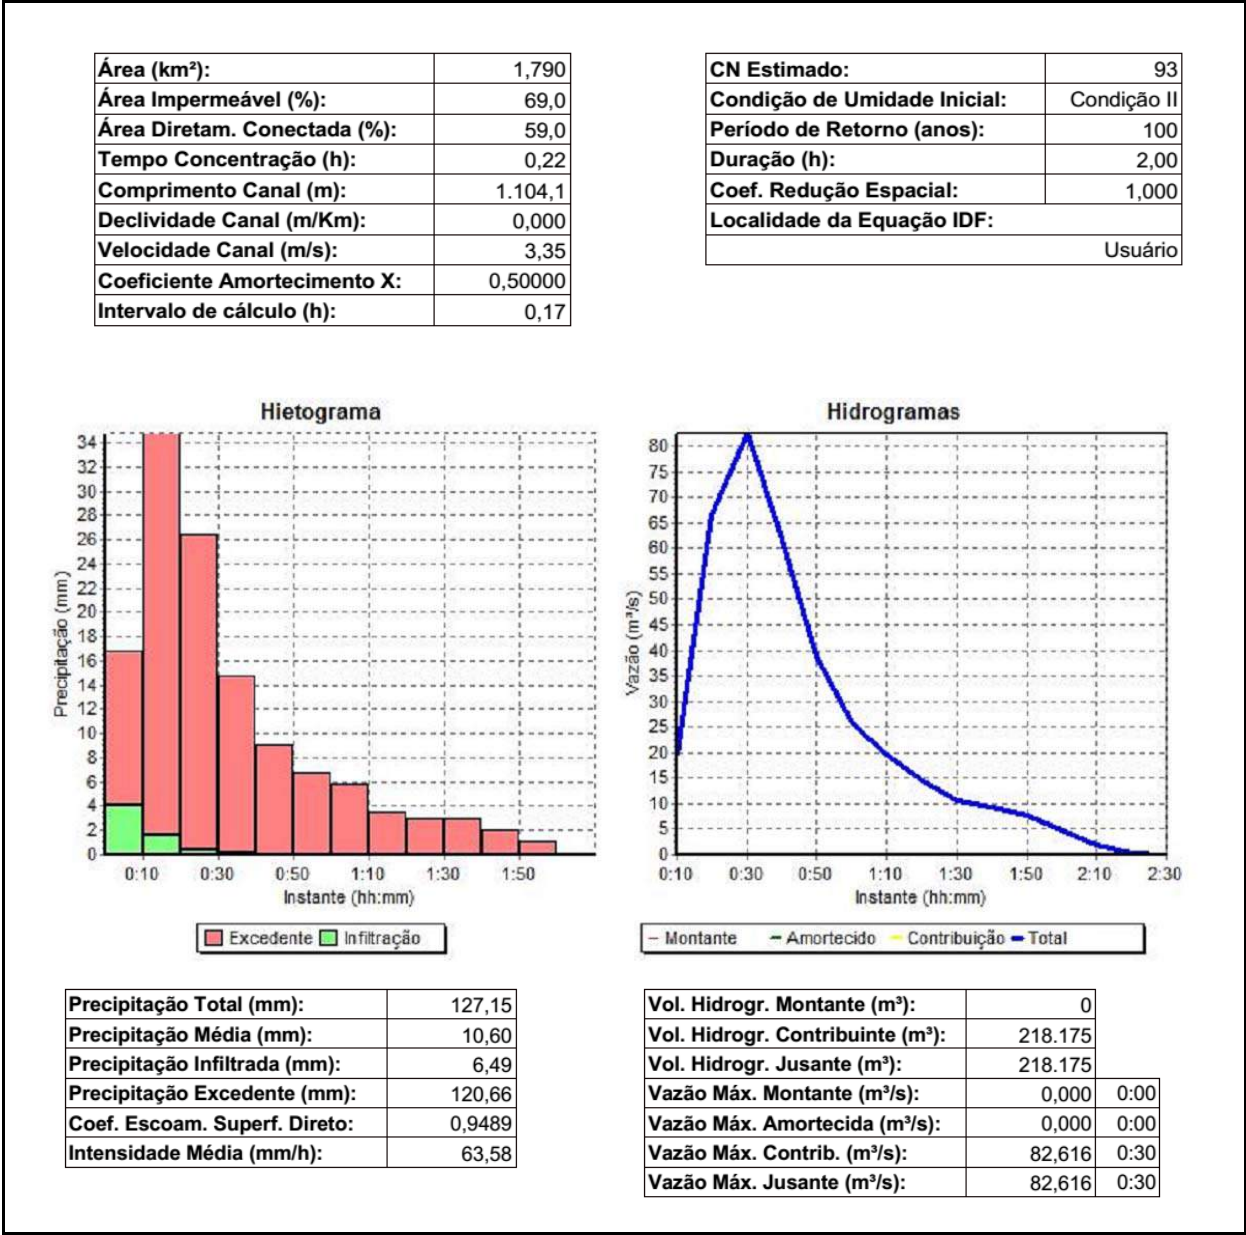 Área (km²): 1,790
Área Impermeável (%): 69,0
Área Diretam. Conectada (%): 59,0
Tempo Concentração (h): 0,22
Comprimento Canal (m): 1.104,1
Declividade Canal (m/Km): 0,000
Velocidade Canal (m/s): 3,35
Coeficiente Amortecimento X: 0,50000
Intervalo de cálculo (h): 0,17
CN Estimado: 93
Condição de Umidade Inicial: Condição II
Período de Retorno (anos): 100
Duração (h): 2,00
Coef. Redução Espacial: 1,000
Localidade da Equação IDF:
Usuário
Hietograma
34
32
30
28
26
24
22
20
18
16
14
12
10
8
6
4
2
0
Precipitação (mm)
0:10 0:30 0:50 1:10 1:30 1:50
Instante (hh:mm)
Excedente Infiltração
Hidrogramas
80
75
70
65
60
55
50
45
40
35
30
25
20
15
10
5
0
Vazão (m³/s)
0:10 0:30 0:50 1:10 1:30 1:50 2:10 2:30
Instante (hh:mm)
Montante Amortecido Contribuição Total
Precipitação Total (mm): 127,15
Precipitação Média (mm): 10,60
Precipitação Infiltrada (mm): 6,49
Precipitação Excedente (mm): 120,66
Coef. Escoam. Superf. Direto: 0,9489
Intensidade Média (mm/h): 63,58
Vol. Hidrogr. Montante (m³): 0
Vol. Hidrogr. Contribuinte (m³): 218.175
Vol. Hidrogr. Jusante (m³): 218.175
Vazão Máx. Montante (m³/s): 0,000 0:00
Vazão Máx. Amortecida (m³/s): 0,000 0:00
Vazão Máx. Contrib. (m³/s): 82,616 0:30
Vazão Máx. Jusante (m³/s): 82,616 0:30